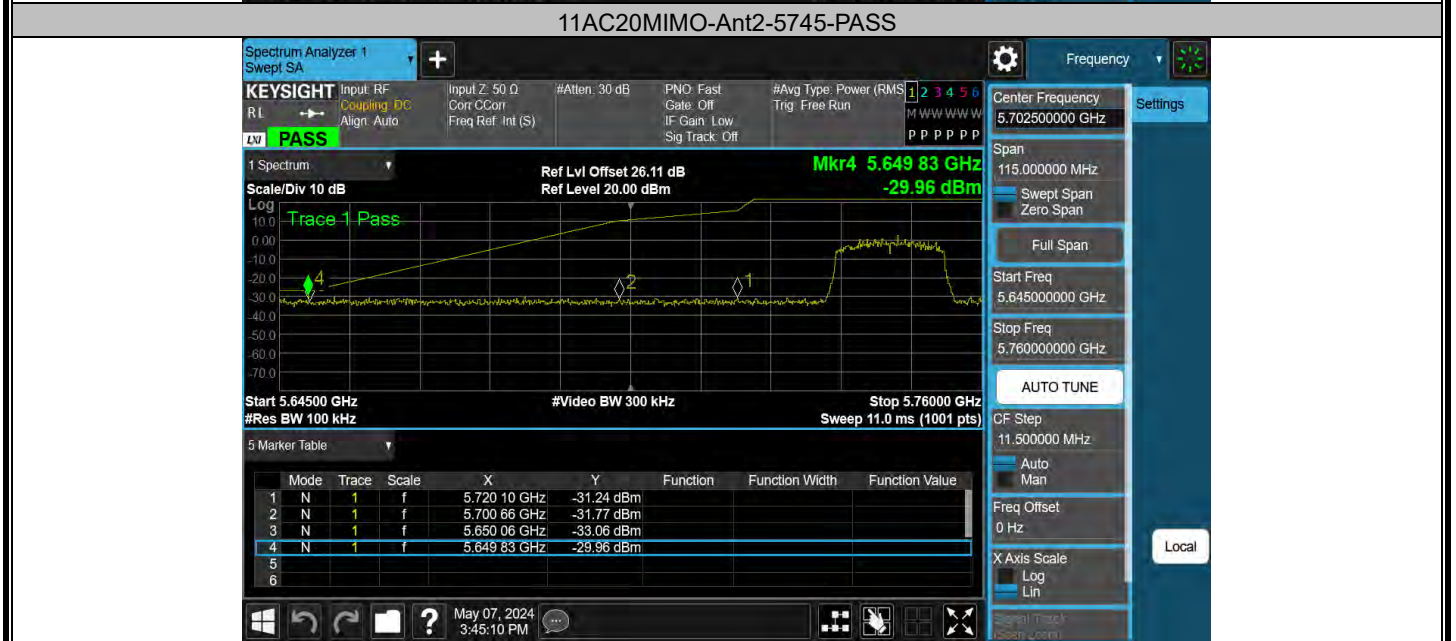 11AC20MIMO-Ant2-5745-PASS
Spectrum Analyzer 1
Swept SA
Frequency
KEYSIGHT
RL
LXI PASS
Input: RF
Coupling: DC
Align: Auto
Input Z: 50 Ω
Corr CCorr
Freq Ref: Int (S)
#Atten: 30 dB
PNO: Fast
Gate: Off
IF Gain: Low
Sig Track: Off
#Avg Type: Power (RMS
Trig: Free Run
1 2 3 4 5 6
M W W W W W
P P P P P P
Center Frequency
5.702500000 GHz
Settings
1 Spectrum
Scale/Div 10 dB
Ref Lvl Offset 26.11 dB
Ref Level 20.00 dBm
Mkr4 5.649 83 GHz
-29.96 dBm
Log
Trace 1 Pass
10.0
0.00
-10.0
-20.0
-30.0
-40.0
-50.0
-60.0
-70.0
4
2
1
Start 5.64500 GHz
#Video BW 300 kHz
Stop 5.76000 GHz
#Res BW 100 kHz
Sweep 11.0 ms (1001 pts)
Span
115.000000 MHz
Swept Span
Zero Span
Full Span
Start Freq
5.645000000 GHz
Stop Freq
5.760000000 GHz
AUTO TUNE
CF Step
11.500000 MHz
Auto
Man
Freq Offset
0 Hz
X Axis Scale
Log
Lin
Signal Track
(Span Zoom)
Local
5 Marker Table
Mode Trace Scale X Y Function Function Width Function Value
1 N 1 f 5.720 10 GHz -31.24 dBm
2 N 1 f 5.700 66 GHz -31.77 dBm
3 N 1 f 5.650 06 GHz -33.06 dBm
4 N 1 f 5.649 83 GHz -29.96 dBm
5
6
?
May 07, 2024
3:45:10 PM